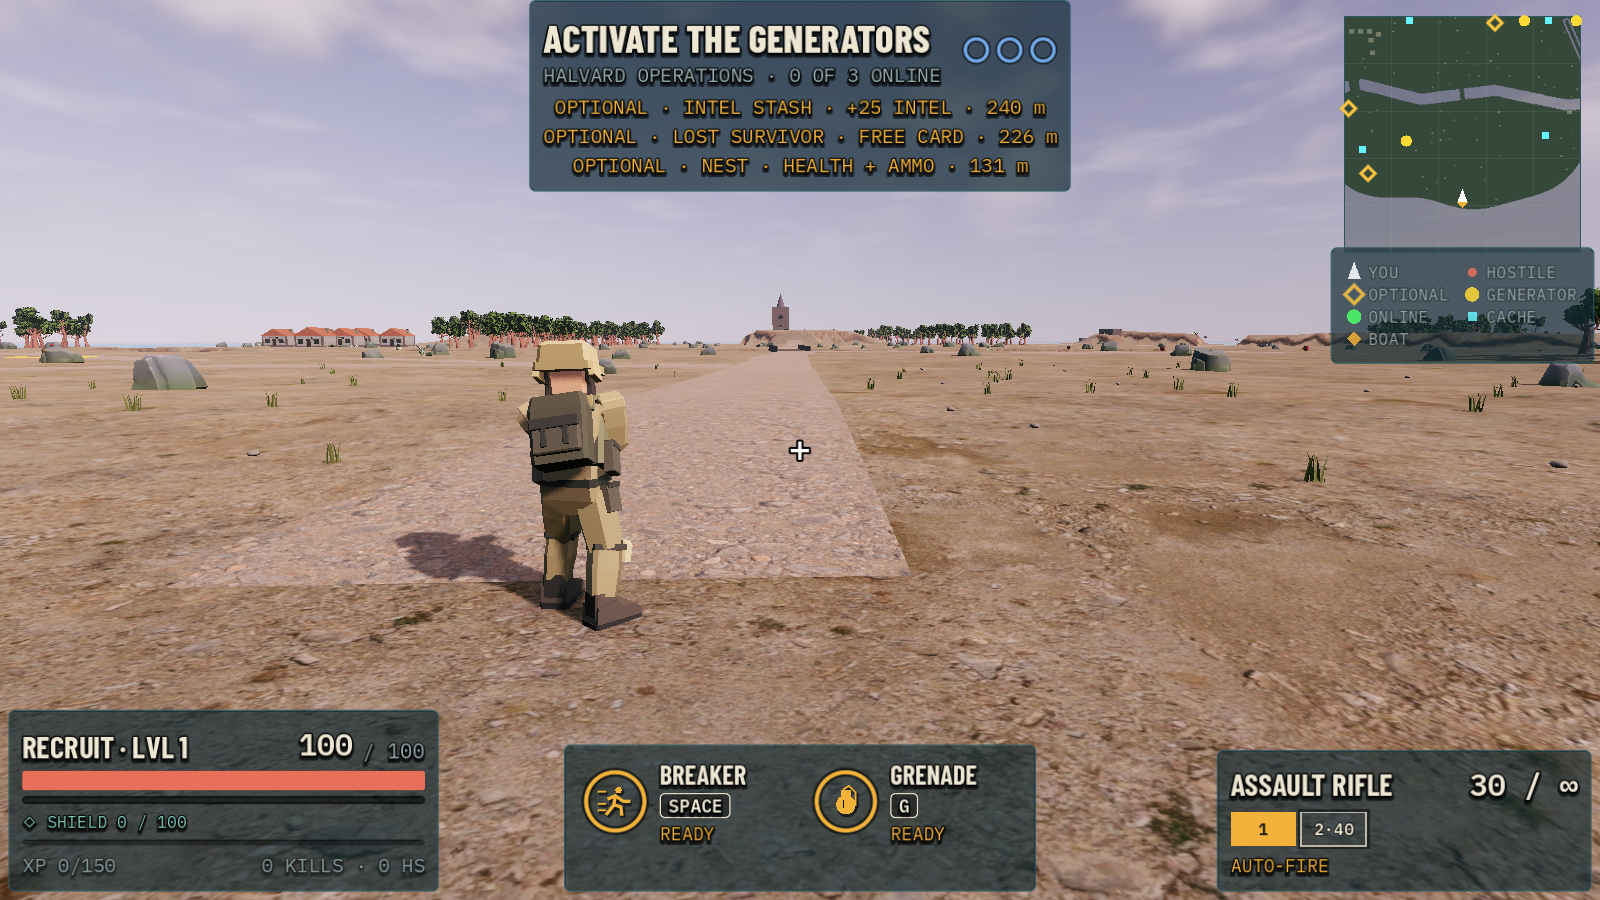 ACTIVATE THE GENERATORS
HALVARD OPERATIONS · 0 OF 3 ONLINE
OPTIONAL · INTEL STASH · +25 INTEL · 240 m
OPTIONAL · LOST SURVIVOR · FREE CARD · 226 m
OPTIONAL · NEST · HEALTH + AMMO · 131 m
YOU
HOSTILE
OPTIONAL
GENERATOR
ONLINE
CACHE
BOAT
RECRUIT · LVL 1
100 / 100
SHIELD 0 / 100
XP 0/150
0 KILLS · 0 HS
BREAKER
SPACE
READY
GRENADE
G
READY
ASSAULT RIFLE
30 / ∞
1
2·40
AUTO-FIRE